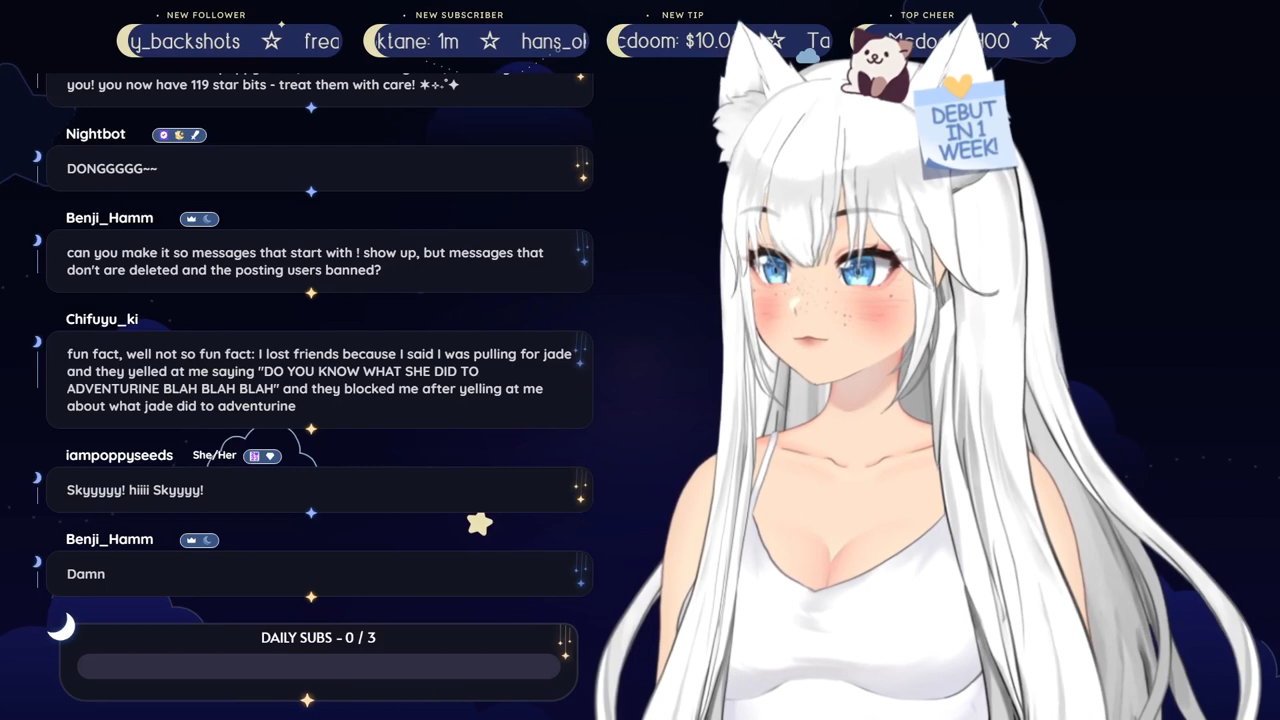 NEW FOLLOWER
NEW SUBSCRIBER
NEW TIP
TOP CHEER
y_backshots ☆
ktane: 1m ☆
cdoom: $10.0 ☆ Ta
☆
DEBUT
IN 1
WEEK!
you! you now have 119 star bits - treat them with care!
Nightbot
DONGGGGG~~
Benji_Hamm
can you make it so messages that start with ! show up, but messages that
don't are deleted and the posting users banned?
Chifuyu_ki
fun fact, well not so fun fact: I lost friends because I said I was pulling for jade
and they yelled at me saying "DO YOU KNOW WHAT SHE DID TO
ADVENTURINE BLAH BLAH BLAH" and they blocked me after yelling at me
about what jade did to adventurine
iampoppyseeds She/Her
Skyyyyy! hiiii Skyyyy!
Benji_Hamm
Damn
DAILY SUBS - 0 / 3